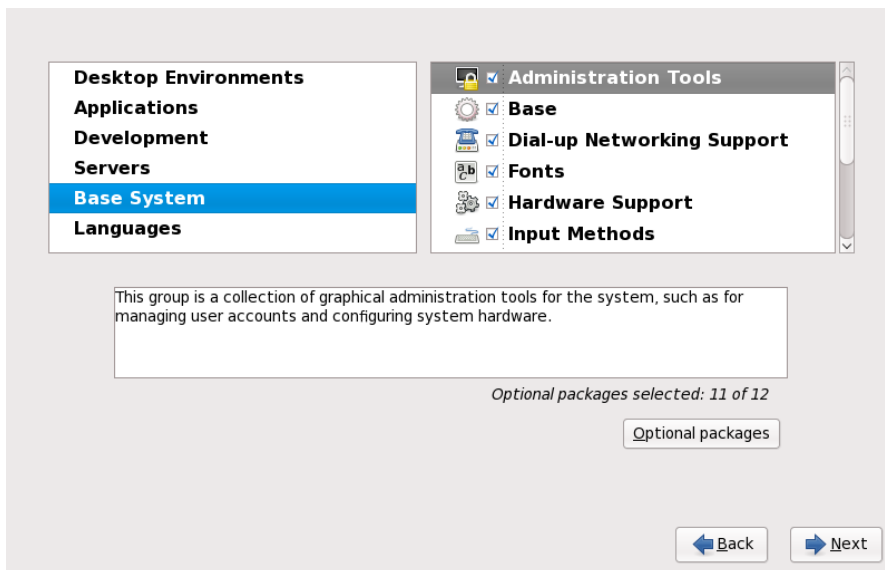 Desktop Environments
Applications
Development
Servers
Base System
Languages
Administration Tools
Base
Dial-up Networking Support
Fonts
Hardware Support
Input Methods
This group is a collection of graphical administration tools for the system, such as for
managing user accounts and configuring system hardware.
Optional packages selected: 11 of 12
Optional packages
Back
Next